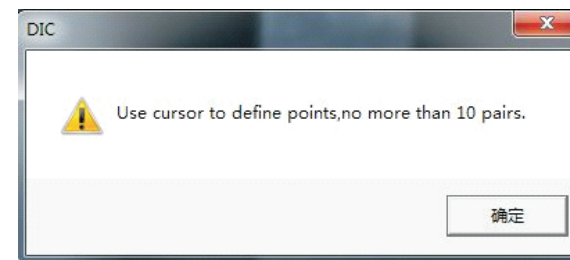 DIC
Use cursor to define points,no more than 10 pairs.
确定